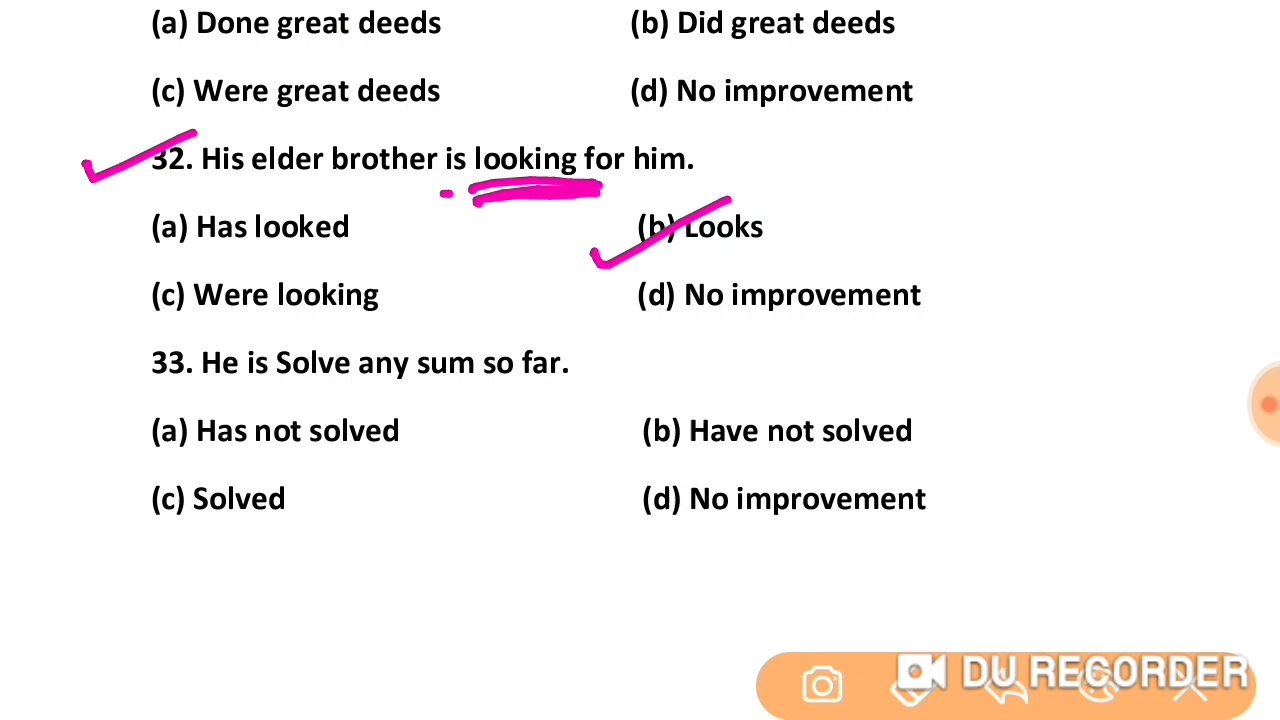 (a) Done great deeds (b) Did great deeds
(c) Were great deeds (d) No improvement
32. His elder brother is looking for him.
(a) Has looked (b) Looks
(c) Were looking (d) No improvement
33. He is Solve any sum so far.
(a) Has not solved (b) Have not solved
(c) Solved (d) No improvement
DU RECORDER